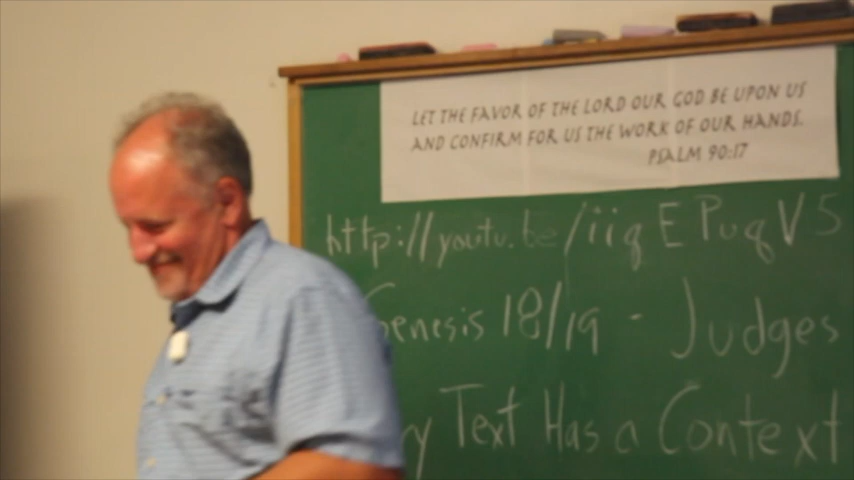 LET THE FAVOR OF THE LORD OUR GOD BE UPON US
AND CONFIRM FOR US THE WORK OF OUR HANDS.
PSALM 90:17
http://youtu.be/iigEPuqV5
Genesis 18/19 - Judges
Text Has a Context